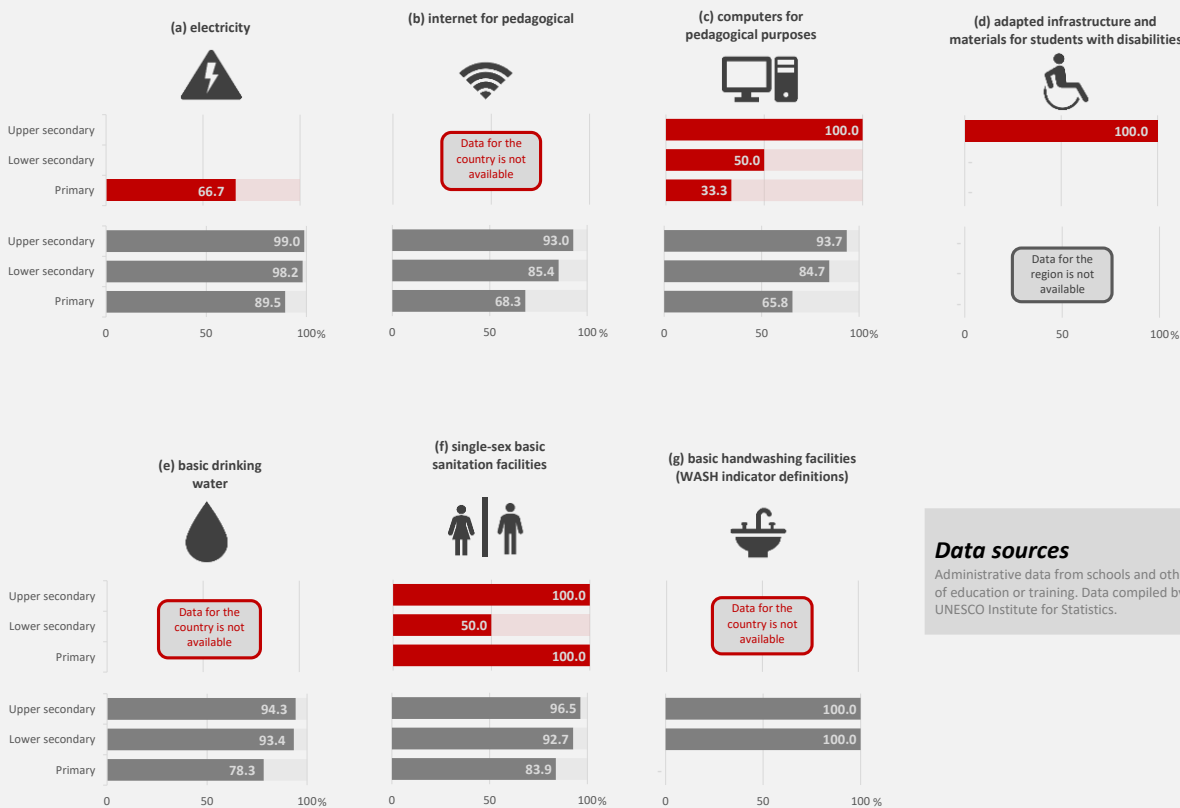 (a) electricity
(b) internet for pedagogical
(c) computers for
pedagogical purposes
(d) adapted infrastructure and
materials for students with disabilities
Upper secondary
Lower secondary
Primary
66.7
Data for the
country is not
available
100.0
50.0
33.3
100.0
Upper secondary
Lower secondary
Primary
99.0
98.2
89.5
93.0
85.4
68.3
93.7
84.7
65.8
Data for the
region is not
available
0 50 100%
0 50 100%
0 50 100%
0 50 100%
(e) basic drinking
water
(f) single-sex basic
sanitation facilities
(g) basic handwashing facilities
(WASH indicator definitions)
Upper secondary
Lower secondary
Primary
Data for the
country is not
available
100.0
50.0
100.0
Data for the
country is not
available
Upper secondary
Lower secondary
Primary
94.3
93.4
78.3
96.5
92.7
83.9
100.0
100.0
0 50 100%
0 50 100%
0 50 100%
Data sources
Administrative data from schools and oth
of education or training. Data compiled by
UNESCO Institute for Statistics.